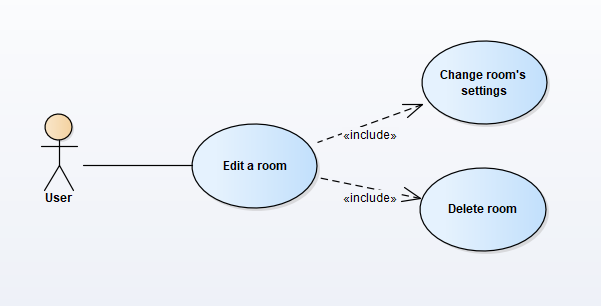 Change room's
settings
«include»
Edit a room
User
«include»
Delete room